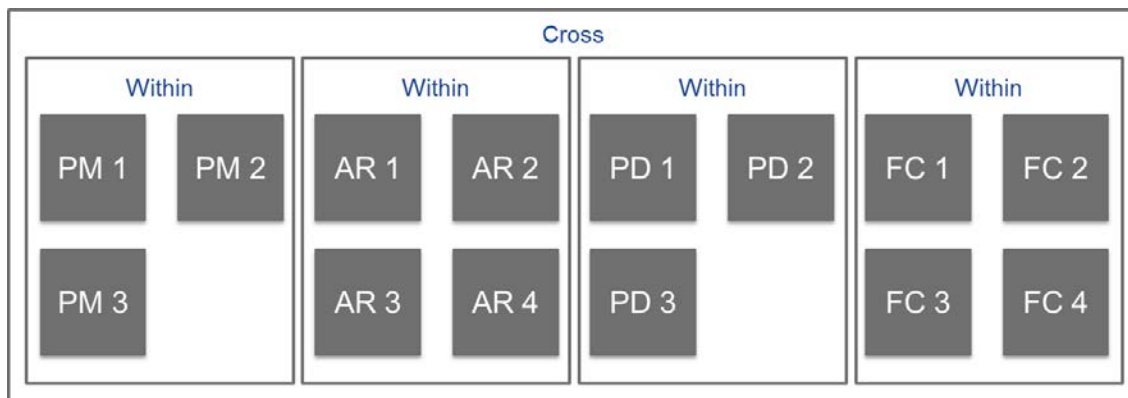 Cross
Within Within Within Within
PM 1 PM 2 AR 1 AR 2 PD 1 PD 2 FC 1 FC 2
PM 3 AR 3 AR 4 PD 3 FC 3 FC 4